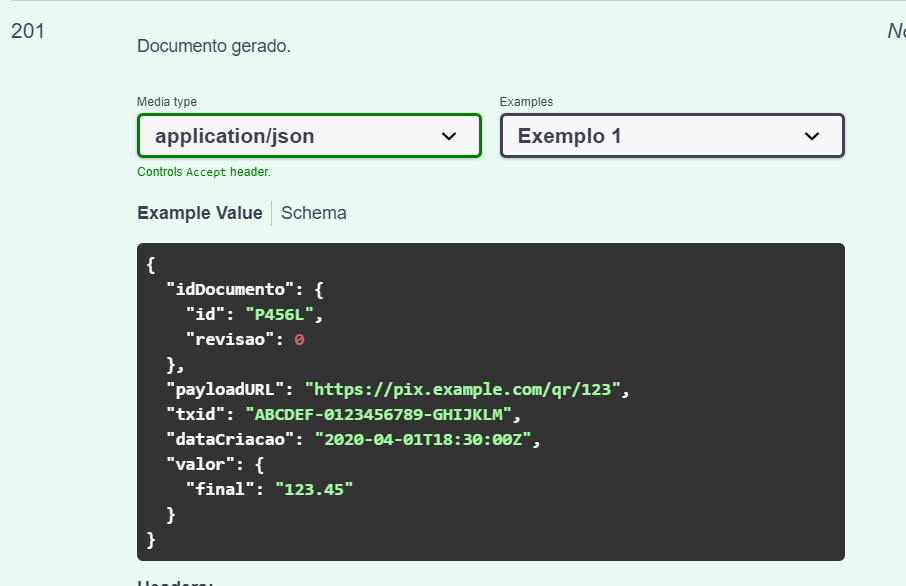 201
Documento gerado.
Media type
Examples
application/json
Exemplo 1
Controls Accept header.
Example Value
Schema
{
"idDocumento": {
"id": "P456L",
"revisao": 0
},
"payloadURL": "https://pix.example.com/qr/123",
"txid": "ABCDEF-0123456789-GHIJKLM",
"dataCriacao": "2020-04-01T18:30:00Z",
"valor": {
"final": "123.45"
}
}